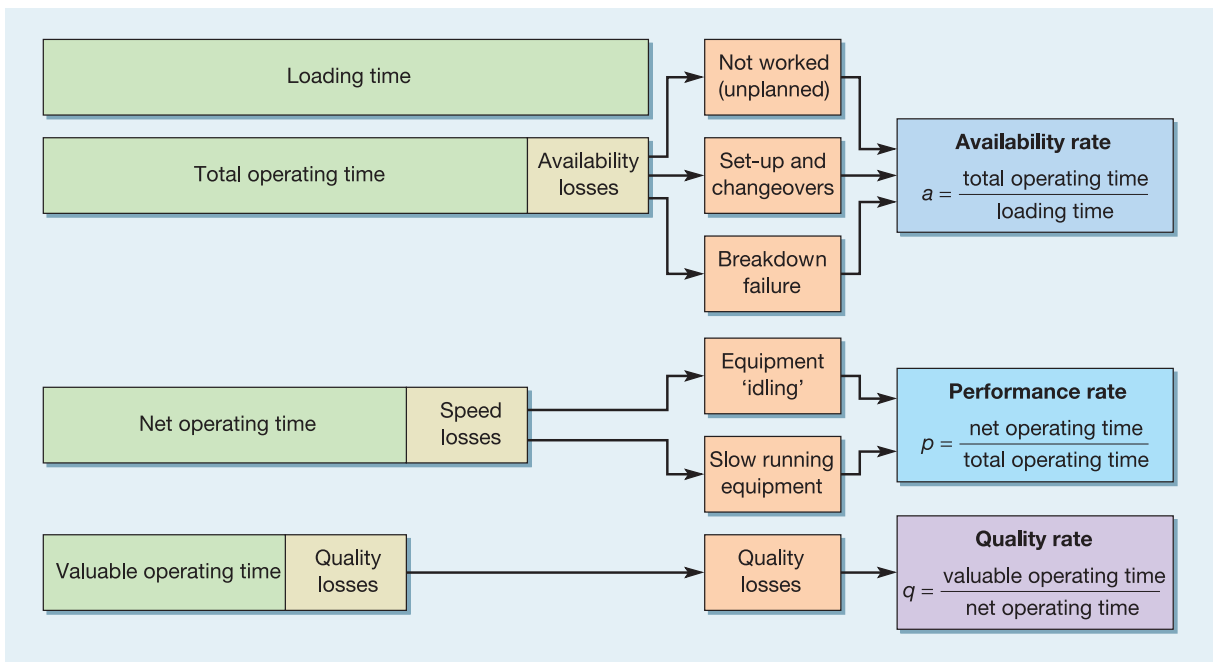 Loading time
Not worked
(unplanned)
Total operating time
Availability
losses
Set-up and
changeovers
Availability rate
a = total operating time
loading time
Breakdown
failure
Net operating time
Speed
losses
Equipment
‘idling’
Slow running
equipment
Performance rate
p = net operating time
total operating time
Valuable operating time
Quality
losses
Quality
losses
Quality rate
q = valuable operating time
net operating time